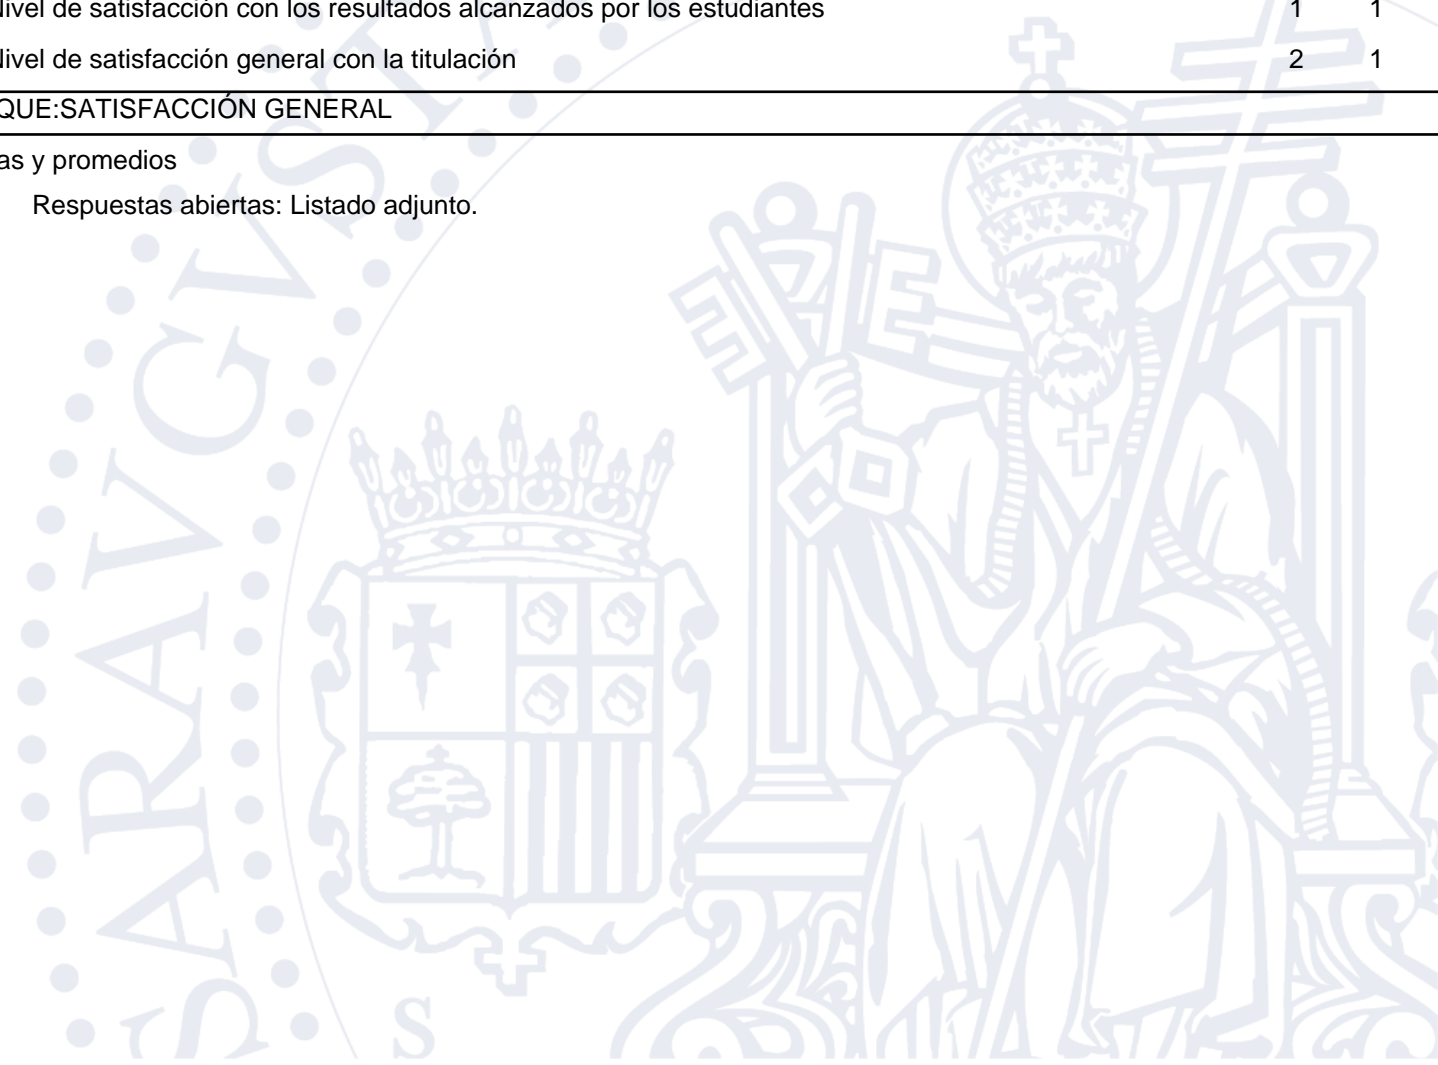 Nivel de satisfacción con los resultados alcanzados por los estudiantes 1 1
Nivel de satisfacción general con la titulación 2 1
QUE:SATISFACCIÓN GENERAL
as y promedios
Respuestas abiertas: Listado adjunto.
SARAVGVST
S